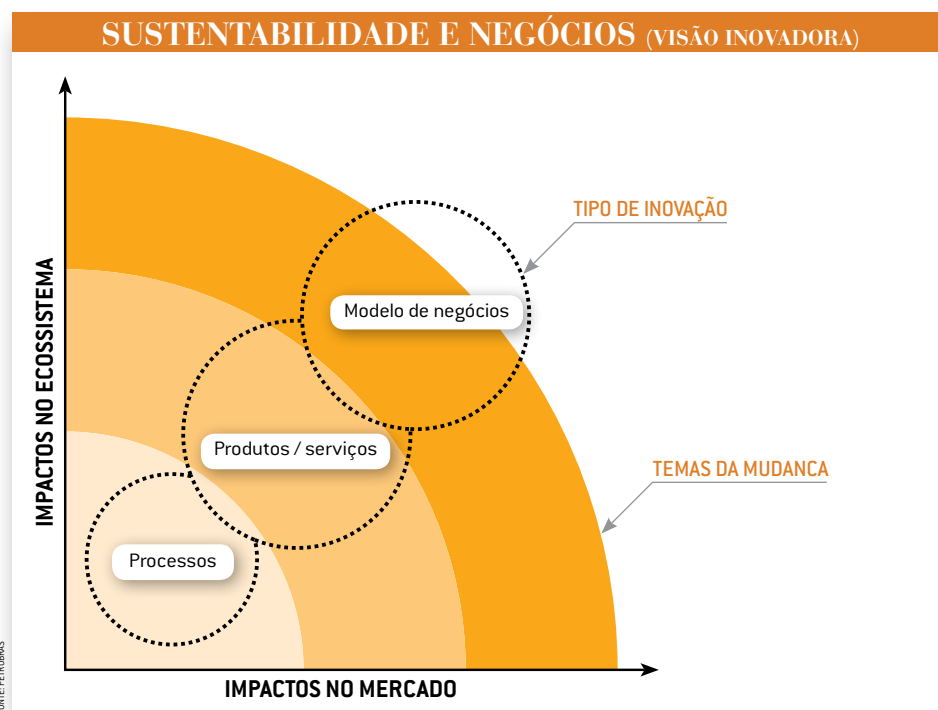 SUSTENTABILIDADE E NEGÓCIOS (VISÃO INOVADORA)
IMPACTOS NO ECOSSISTEMA
TIPO DE INOVAÇÃO
Modelo de negócios
Produtos / serviços
TEMAS DA MUDANCA
Processos
IMPACTOS NO MERCADO
PETROBRAS